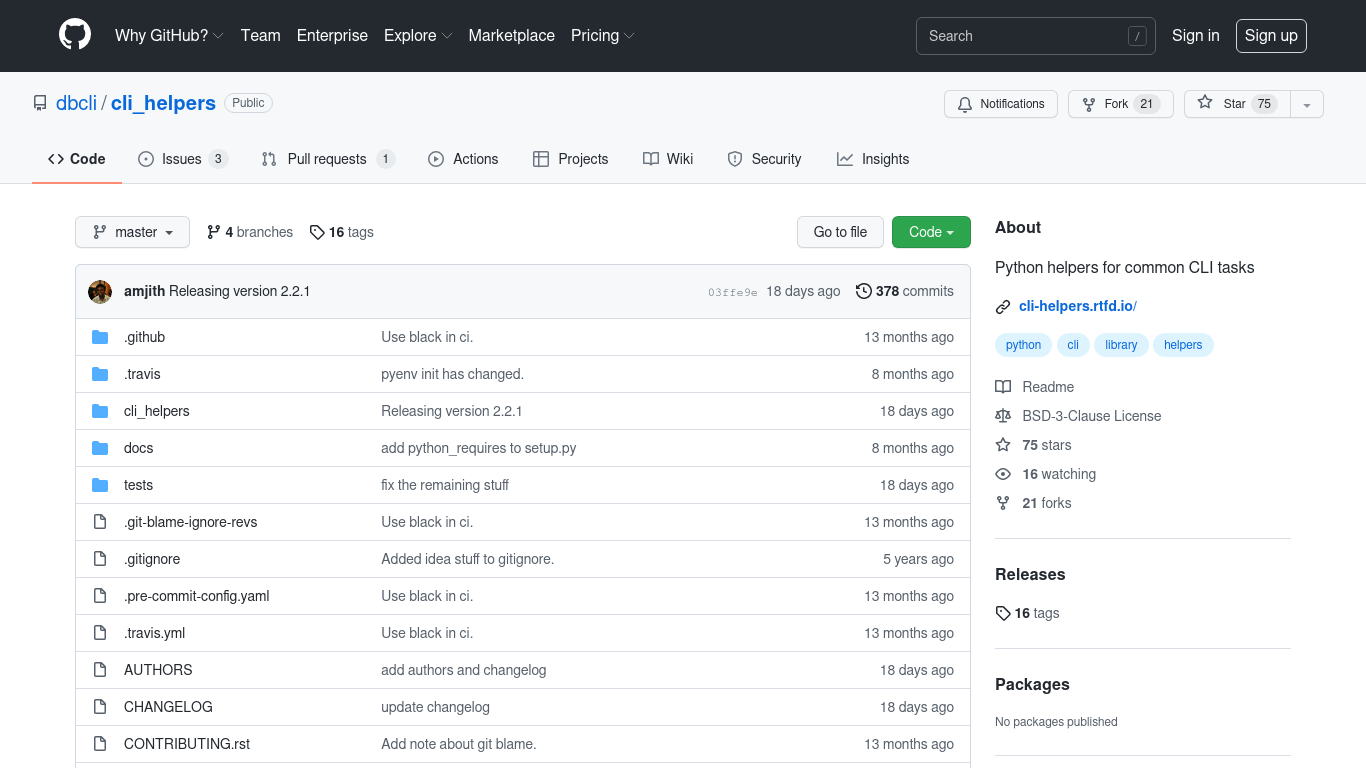 Why GitHub? Team Enterprise Explore Marketplace Pricing Search / Sign in Sign up
dbcli / cli_helpers Public Notifications Fork 21 Star 75
Code Issues 3 Pull requests 1 Actions Projects Wiki Security Insights
master 4 branches 16 tags Go to file Code
amjith Releasing version 2.2.1 03ffe9e 18 days ago 378 commits
.github Use black in ci. 13 months ago
.travis pyenv init has changed. 8 months ago
cli_helpers Releasing version 2.2.1 18 days ago
docs add python_requires to setup.py 8 months ago
tests fix the remaining stuff 18 days ago
.git-blame-ignore-revs Use black in ci. 13 months ago
.gitignore Added idea stuff to gitignore. 5 years ago
.pre-commit-config.yaml Use black in ci. 13 months ago
.travis.yml Use black in ci. 13 months ago
AUTHORS add authors and changelog 18 days ago
CHANGELOG update changelog 18 days ago
CONTRIBUTING.rst Add note about git blame. 13 months ago
About
Python helpers for common CLI tasks
cli-helpers.rtfd.io/
python cli library helpers
Readme
BSD-3-Clause License
75 stars
16 watching
21 forks
Releases
16 tags
Packages
No packages published